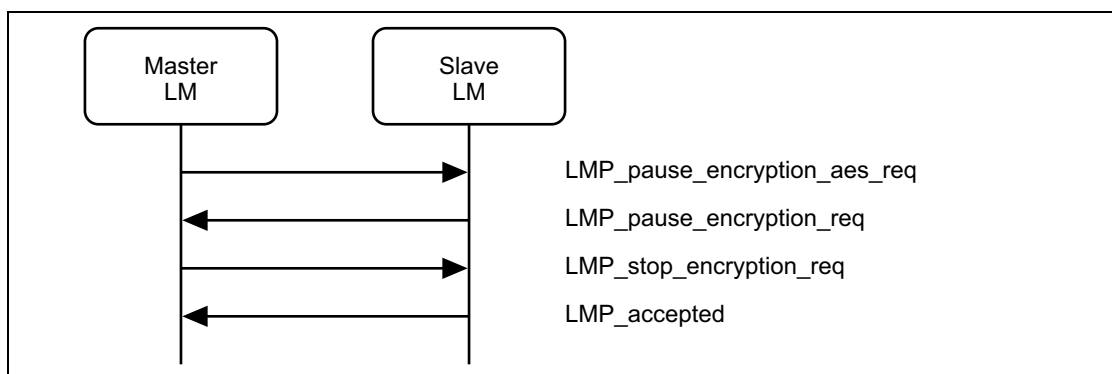 Master
LM
Slave
LM
LMP_pause_encryption_aes_req
LMP_pause_encryption_req
LMP_stop_encryption_req
LMP_accepted